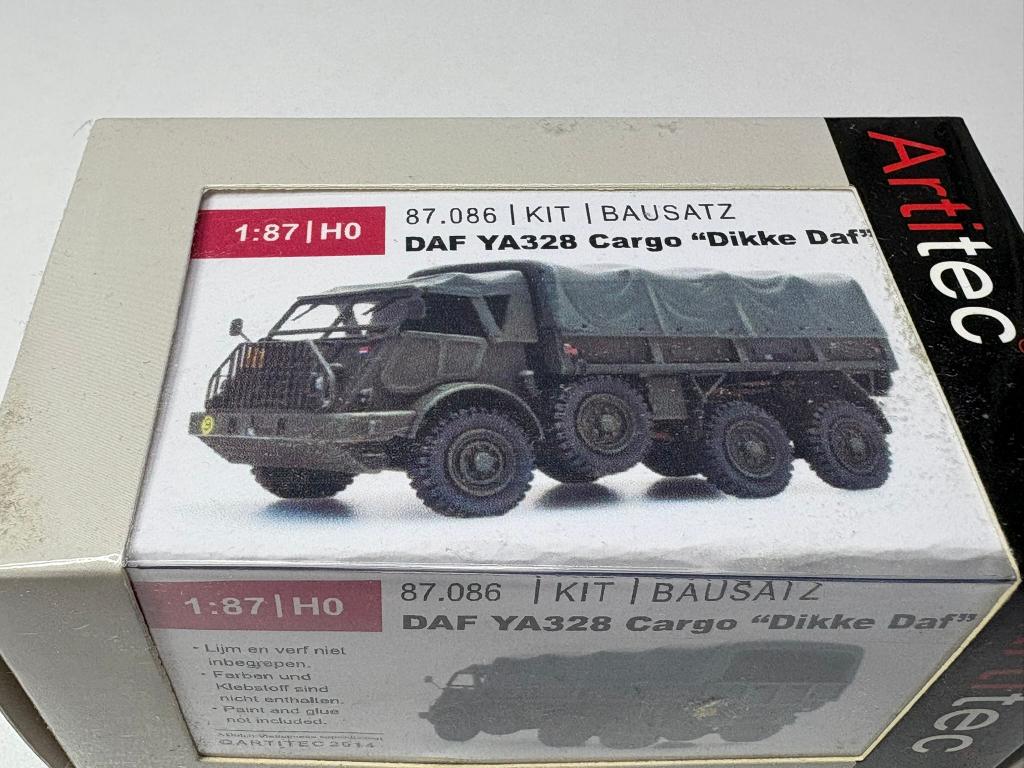 1:87 | H0
87.086 | KIT | BAUSATZ
DAF YA328 Cargo “Dikke Daf”
Artitec
1:87 | H0
87.086 | KIT | BAUSATZ
DAF YA328 Cargo “Dikke Daf”
- Lijm en verf niet
inbegrepen.
- Farben und
Klebstoff sind
nicht enthalten.
- Paint and glue
not included.
©ARTITEC 2014
Artitec